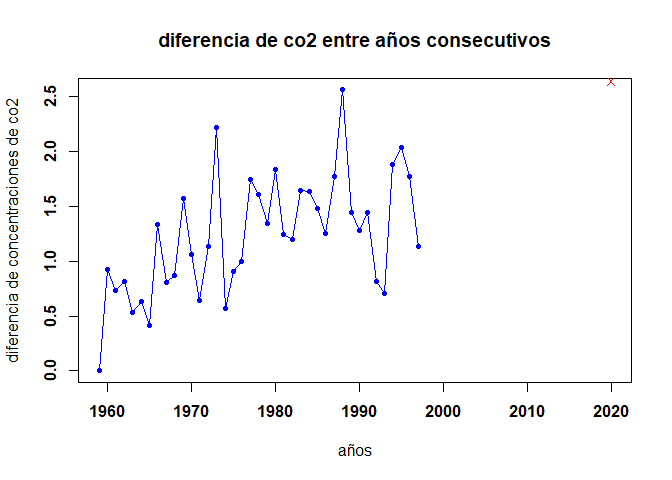 diferencia de co2 entre años consecutivos
diferencia de concentraciones de co2
2.5
2.0
1.5
1.0
0.5
0.0
1960 1970 1980 1990 2000 2010 2020
años